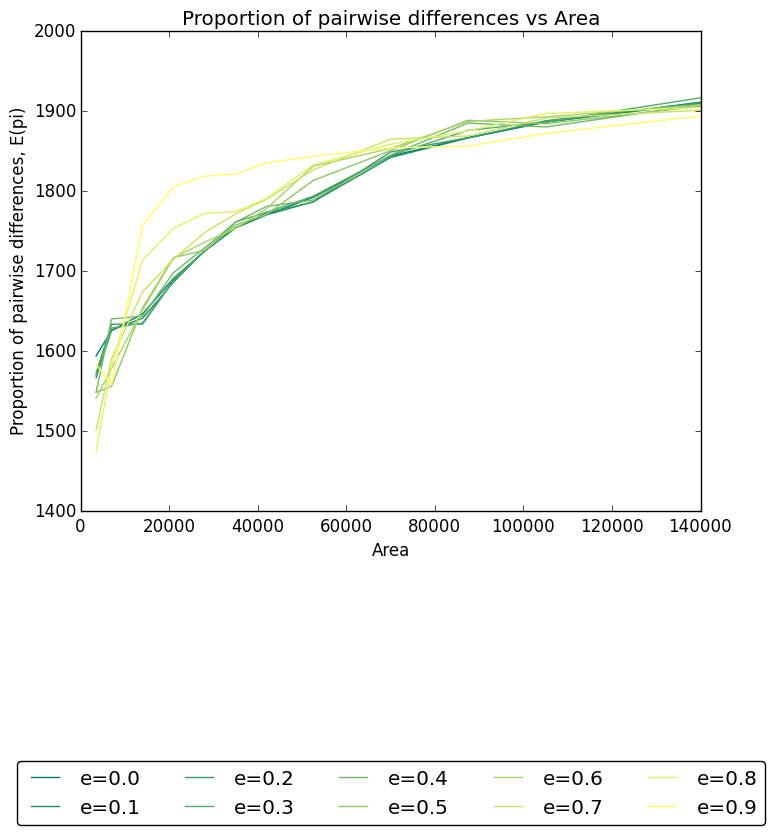 Proportion of pairwise differences vs Area
2000
1900
1800
1700
1600
1500
1400
Proportion of pairwise differences, E(pi)
0 20000 40000 60000 80000 100000 120000 140000
Area
e=0.0 e=0.2 e=0.4 e=0.6 e=0.8
e=0.1 e=0.3 e=0.5 e=0.7 e=0.9